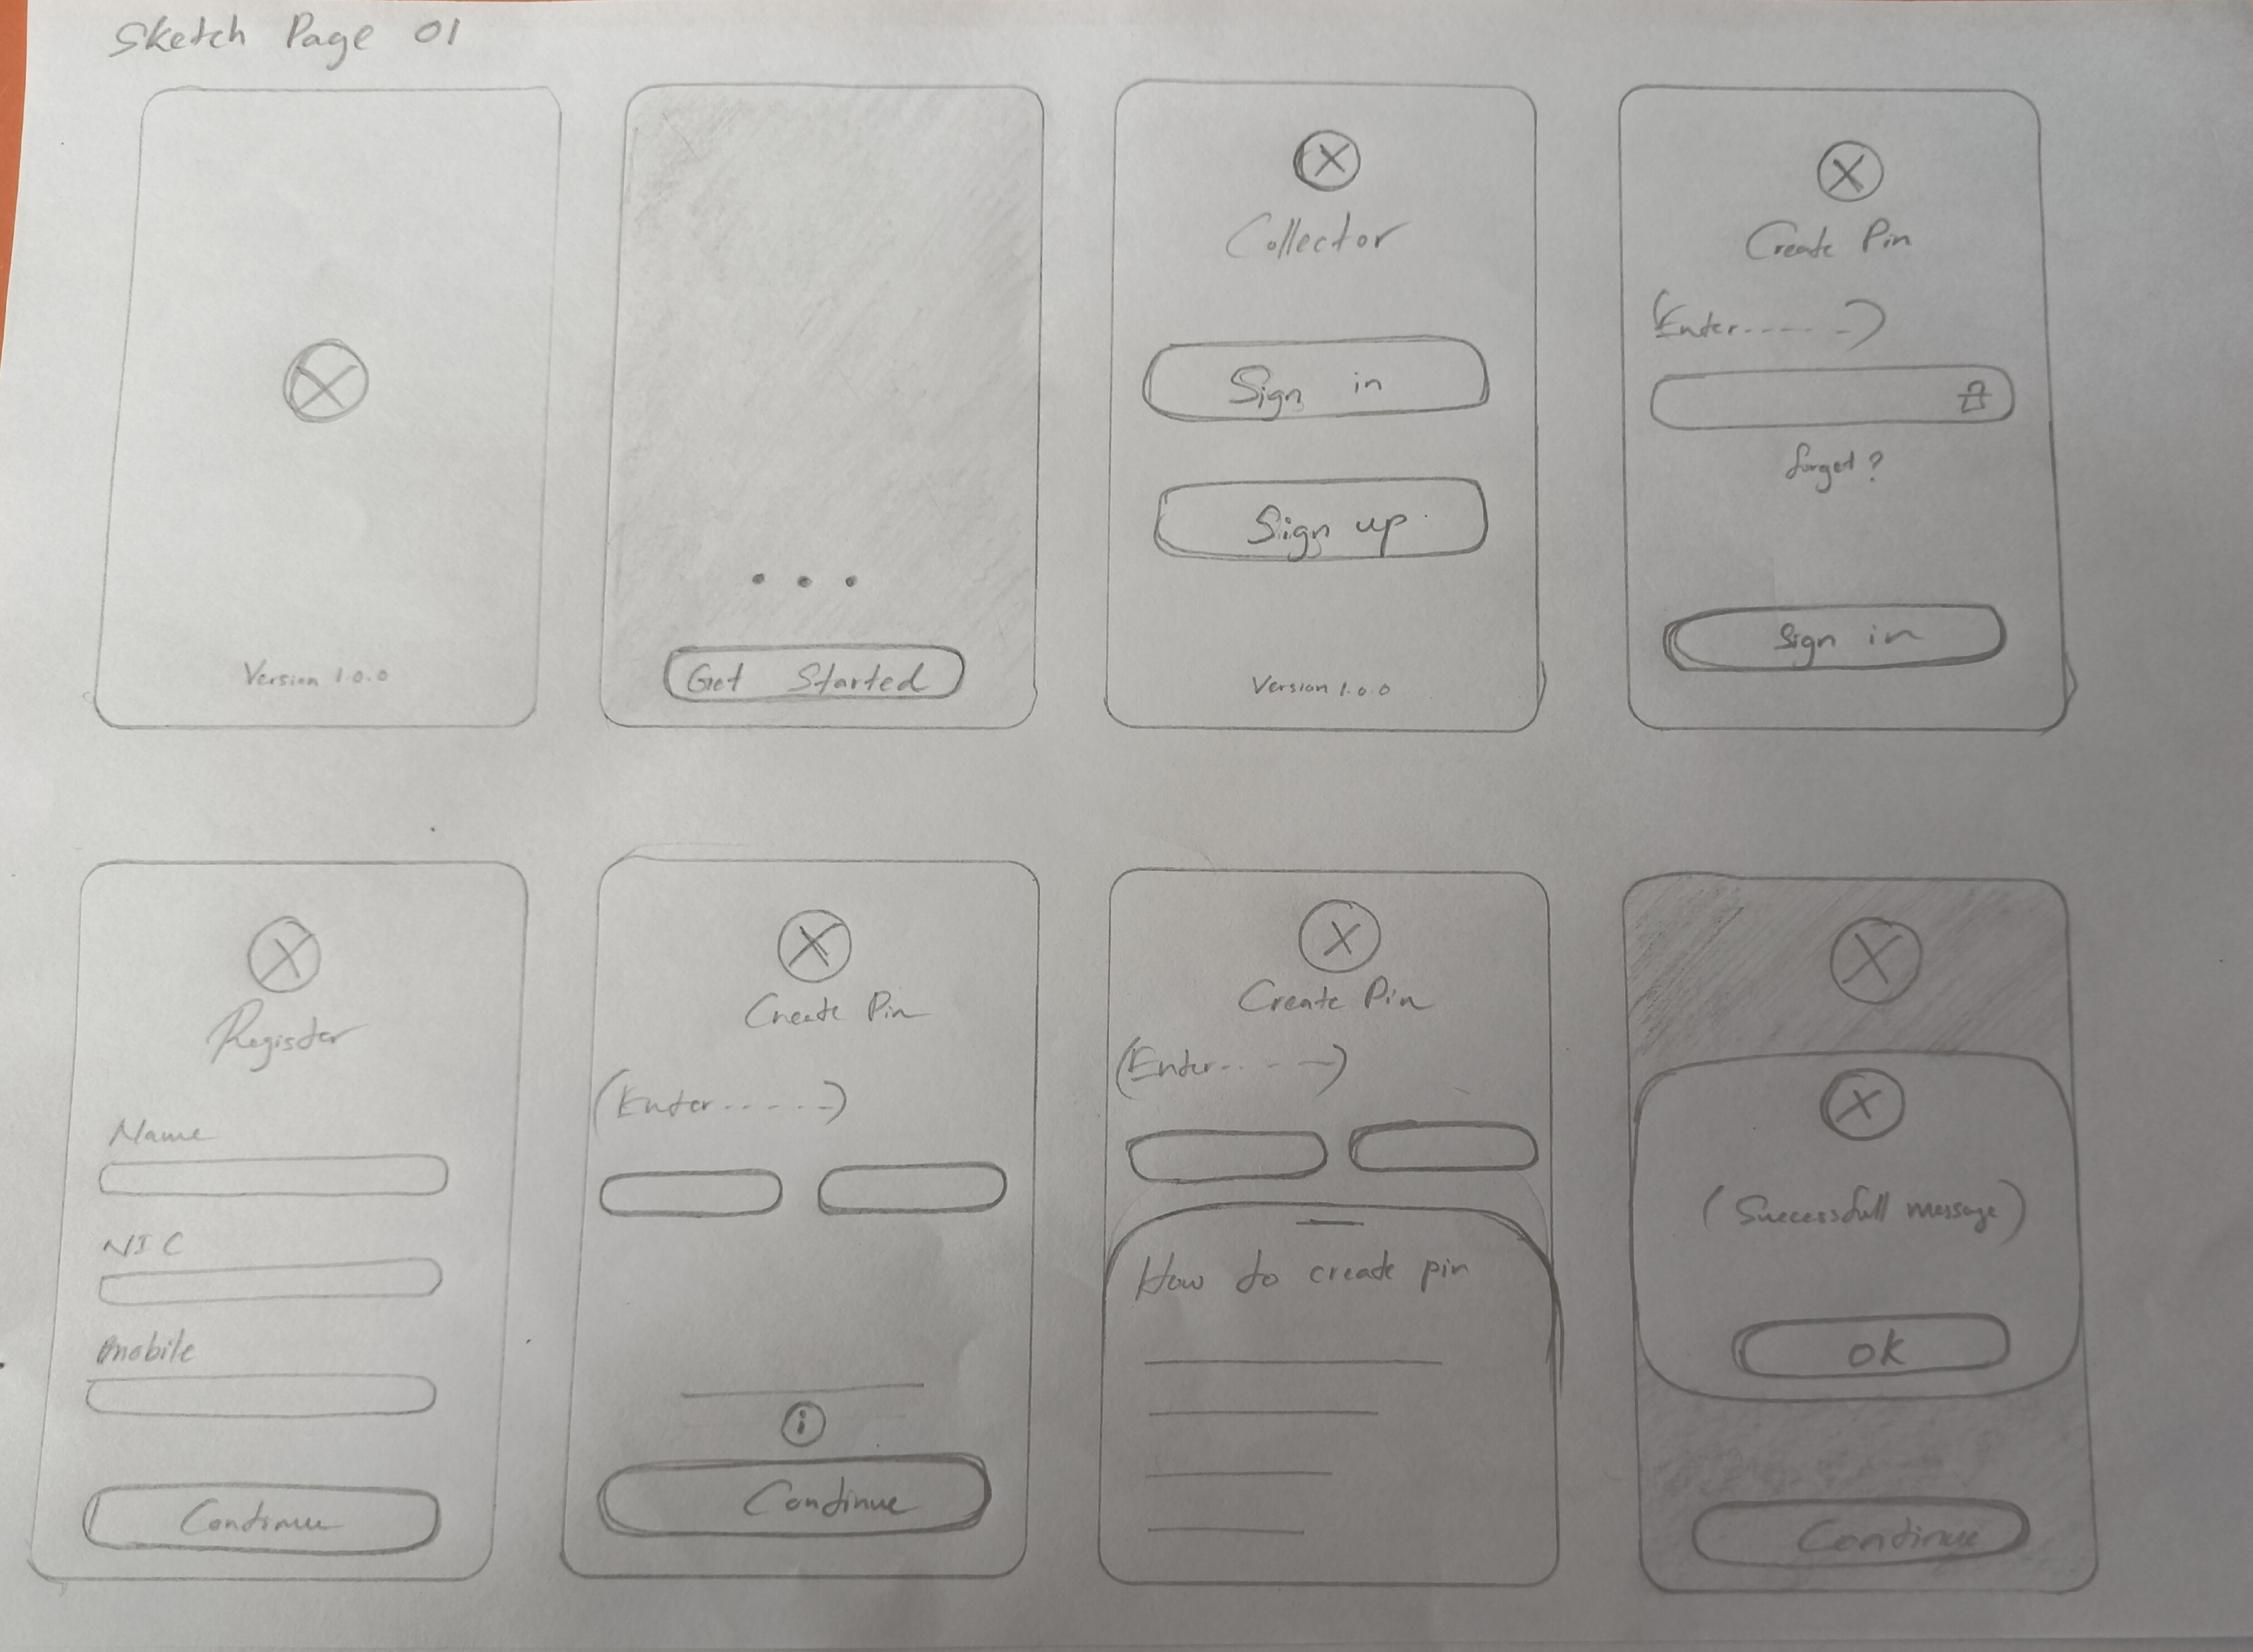 Sketch Page 01
Version 1.0.0
Get Started
Collector
Sign in
Sign up
Version 1.0.0
Create Pin
(Enter------)
forget?
Sign in
Register
Name
NIC
mobile
Continue
Create Pin
(Enter------)
i
Continue
Create Pin
(Enter-----)
How to create pin
(Successfull message)
OK
Continue